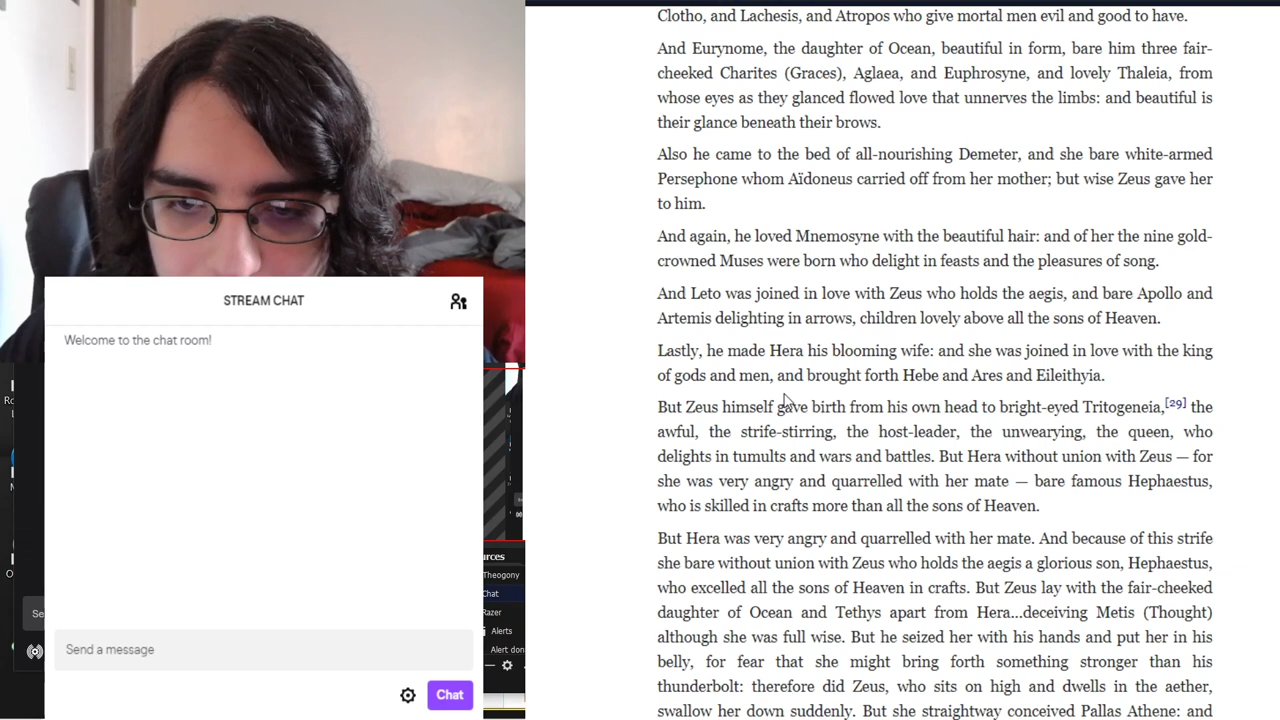 Clotho, and Lachesis, and Atropos who give mortal men evil and good to have.
And Eurynome, the daughter of Ocean, beautiful in form, bare him three fair-
cheeked Charites (Graces), Aglaea, and Euphrosyne, and lovely Thaleia, from
whose eyes as they glanced flowed love that unnerves the limbs: and beautiful is
their glance beneath their brows.
Also he came to the bed of all-nourishing Demeter, and she bare white-armed
Persephone whom Aïdoneus carried off from her mother; but wise Zeus gave her
to him.
And again, he loved Mnemosyne with the beautiful hair: and of her the nine gold-
crowned Muses were born who delight in feasts and the pleasures of song.
And Leto was joined in love with Zeus who holds the aegis, and bare Apollo and
Artemis delighting in arrows, children lovely above all the sons of Heaven.
Lastly, he made Hera his blooming wife: and she was joined in love with the king
of gods and men, and brought forth Hebe and Ares and Eileithyia.
But Zeus himself gave birth from his own head to bright-eyed Tritogeneia,[29] the
awful, the strife-stirring, the host-leader, the unwearying, the queen, who
delights in tumults and wars and battles. But Hera without union with Zeus — for
she was very angry and quarrelled with her mate — bare famous Hephaestus,
who is skilled in crafts more than all the sons of Heaven.
But Hera was very angry and quarrelled with her mate. And because of this strife
she bare without union with Zeus who holds the aegis a glorious son, Hephaestus,
who excelled all the sons of Heaven in crafts. But Zeus lay with the fair-cheeked
daughter of Ocean and Tethys apart from Hera...deceiving Metis (Thought)
although she was full wise. But he seized her with his hands and put her in his
belly, for fear that she might bring forth something stronger than his
thunderbolt: therefore did Zeus, who sits on high and dwells in the aether,
swallow her down suddenly. But she straightway conceived Pallas Athene: and
STREAM CHAT
Welcome to the chat room!
Send a message
Chat
Se
urces
Theogony
Chat
Razer
Alerts
Alert don